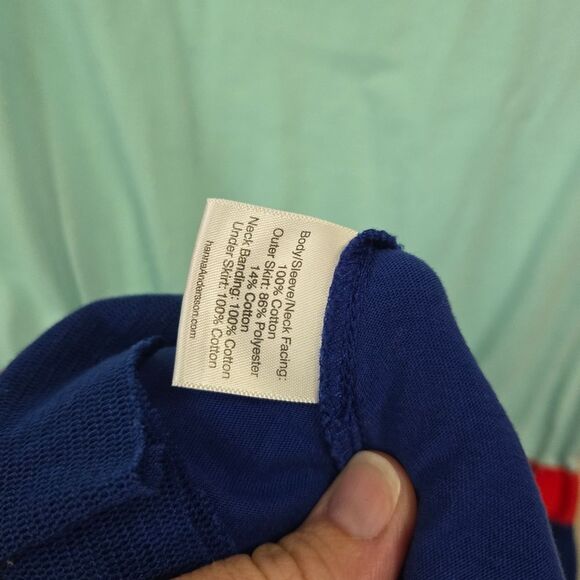 Body/Sleeve/Neck Facing:
100% Cotton
Outer Skirt: 86% Polyester
14% Cotton
Neck Banding: 100% Cotton
Under Skirt: 100% Cotton
hannaAndersson.com